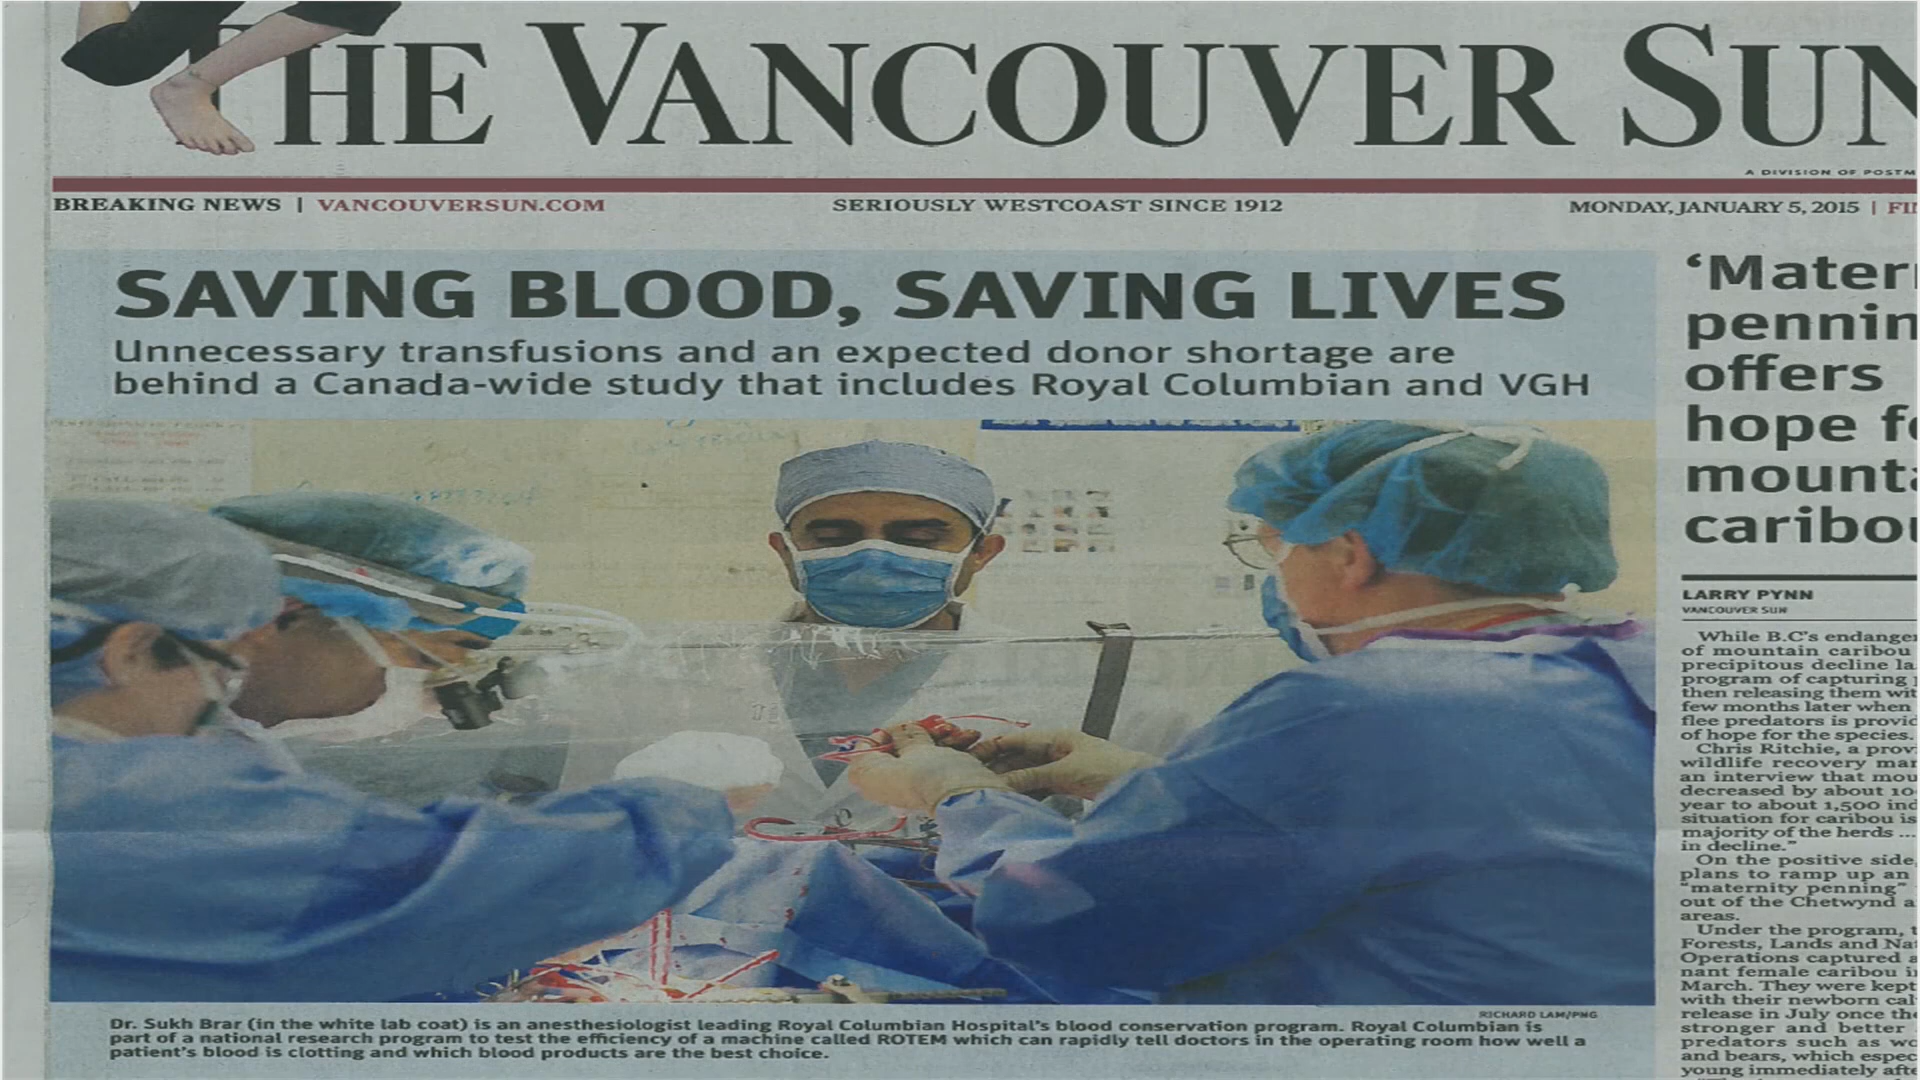 THE VANCOUVER SUN
A DIVISION OF POSTM
BREAKING NEWS | VANCOUVERSUN.COM
SERIOUSLY WESTCOAST SINCE 1912
MONDAY, JANUARY 5, 2015 | FI
SAVING BLOOD, SAVING LIVES
Unnecessary transfusions and an expected donor shortage are
behind a Canada-wide study that includes Royal Columbian and VGH
RICHARD LAM/PNG
Dr. Sukh Brar (in the white lab coat) is an anesthesiologist leading Royal Columbian Hospital's blood conservation program. Royal Columbian is
part of a national research program to test the efficiency of a machine called ROTEM which can rapidly tell doctors in the operating room how well a
patient's blood is clotting and which blood products are the best choice.
'Mater
pennin
offers
hope f
mount
caribo
LARRY PYNN
VANCOUVER SUN
While B.C's endanger
of mountain caribou
precipitous decline la
program of capturing
then releasing them wit
few months later when
flee predators is provid
of hope for the species.
Chris Ritchie, a prov
wildlife recovery mar
an interview that mou
decreased by about 10
year to about 1,500 ind
situation for caribou is
majority of the herds ...
in decline."
On the positive side,
plans to ramp up an
"maternity penning"
out of the Chetwynd a
areas.
Under the program, t
Forests, Lands and Nat
Operations captured a
nant female caribou i
March. They were kept
with their newborn cal
release in July once the
stronger and better
predators such as wo
and bears, which espec
young immediately afte